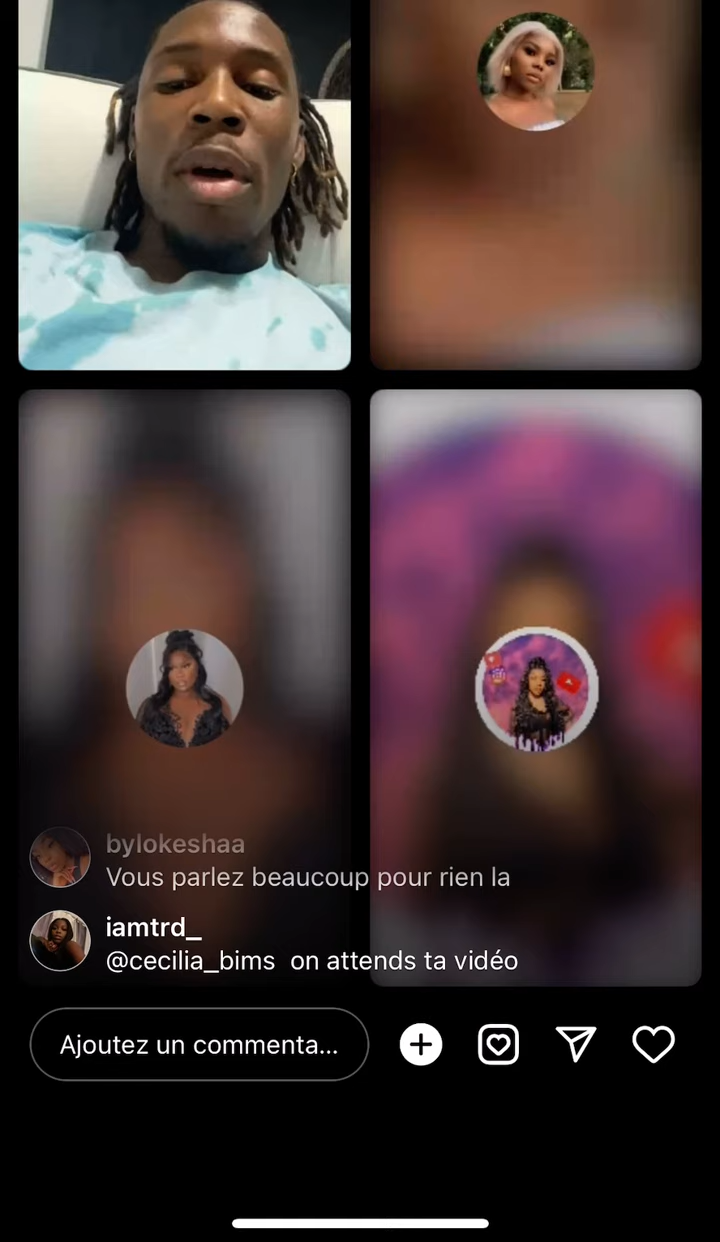 bylokeshaa
Vous parlez beaucoup pour rien la
iamtrd_
@cecilia_bims on attends ta vidéo
Ajoutez un commenta...